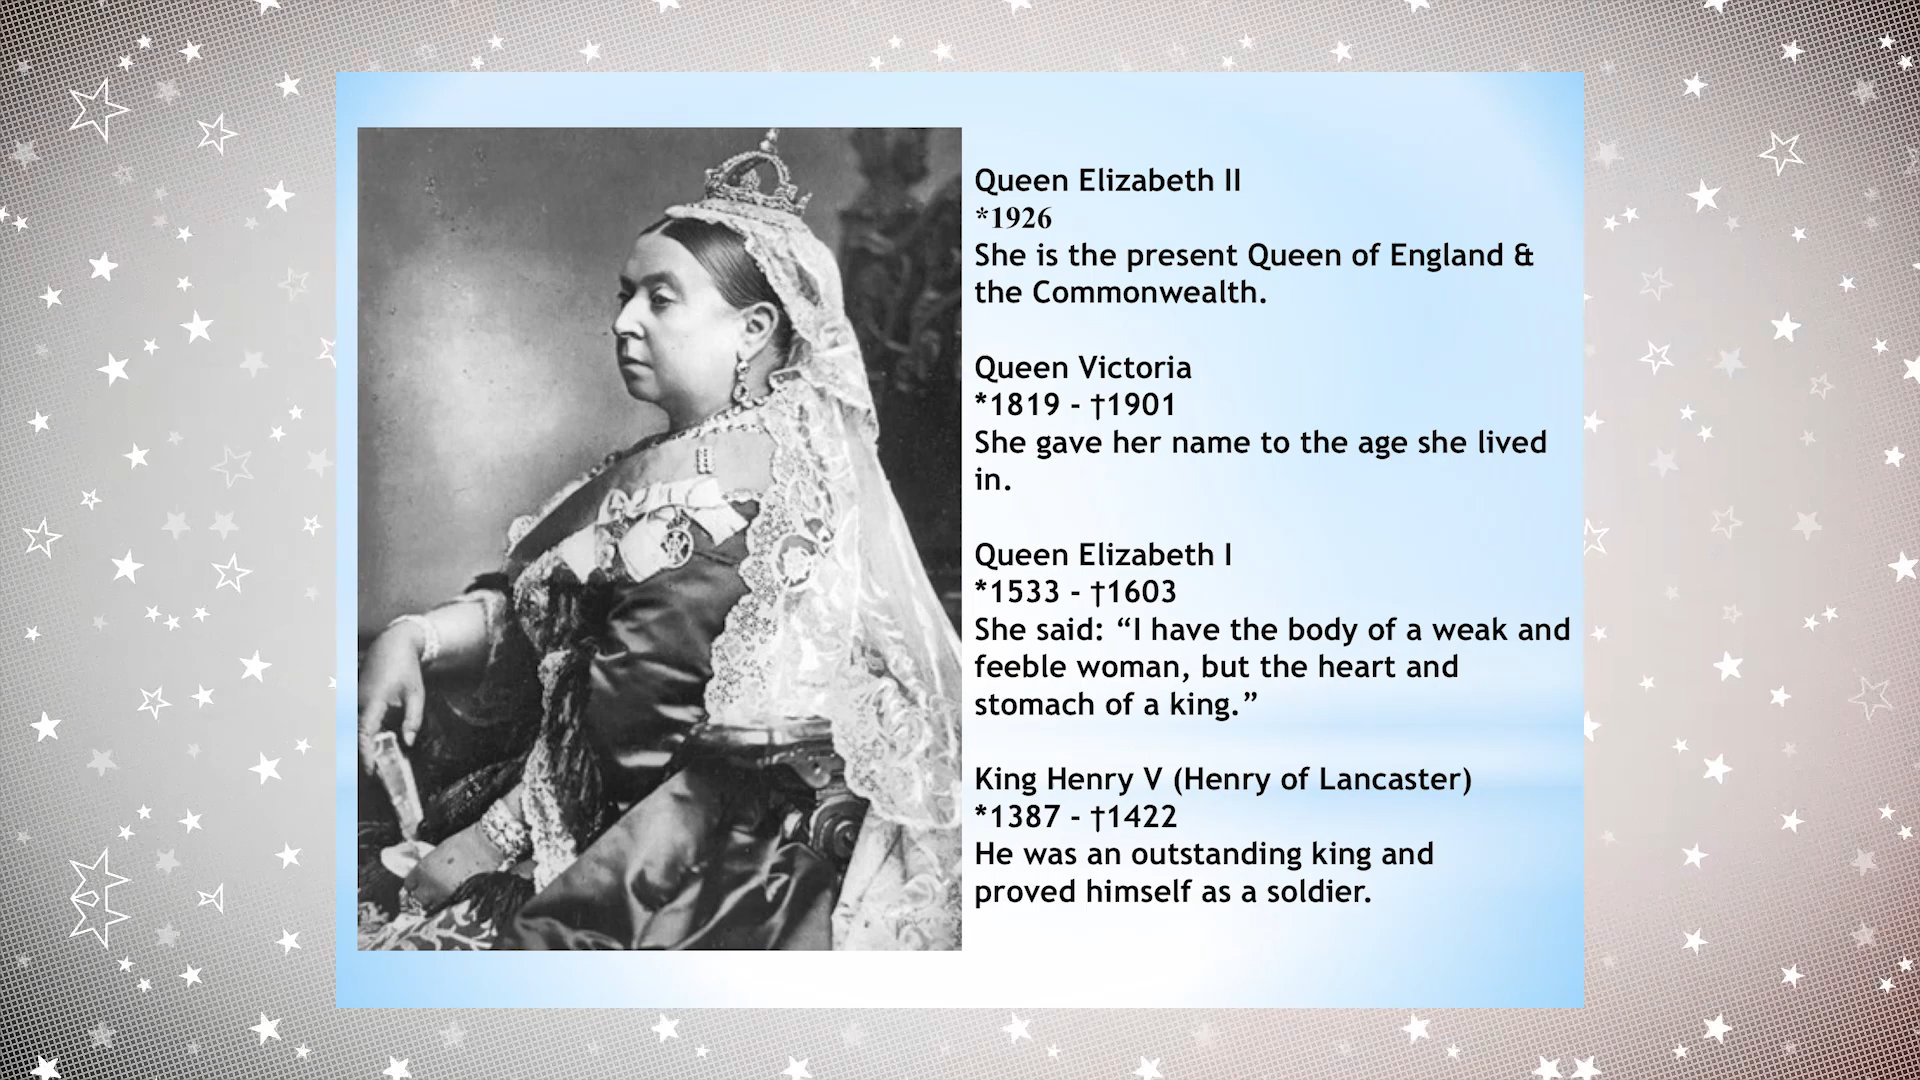 Queen Elizabeth II
*1926
She is the present Queen of England &
the Commonwealth.
Queen Victoria
*1819 - †1901
She gave her name to the age she lived
in.
Queen Elizabeth I
*1533 - †1603
She said: “I have the body of a weak and
feeble woman, but the heart and
stomach of a king.”
King Henry V (Henry of Lancaster)
*1387 - †1422
He was an outstanding king and
proved himself as a soldier.